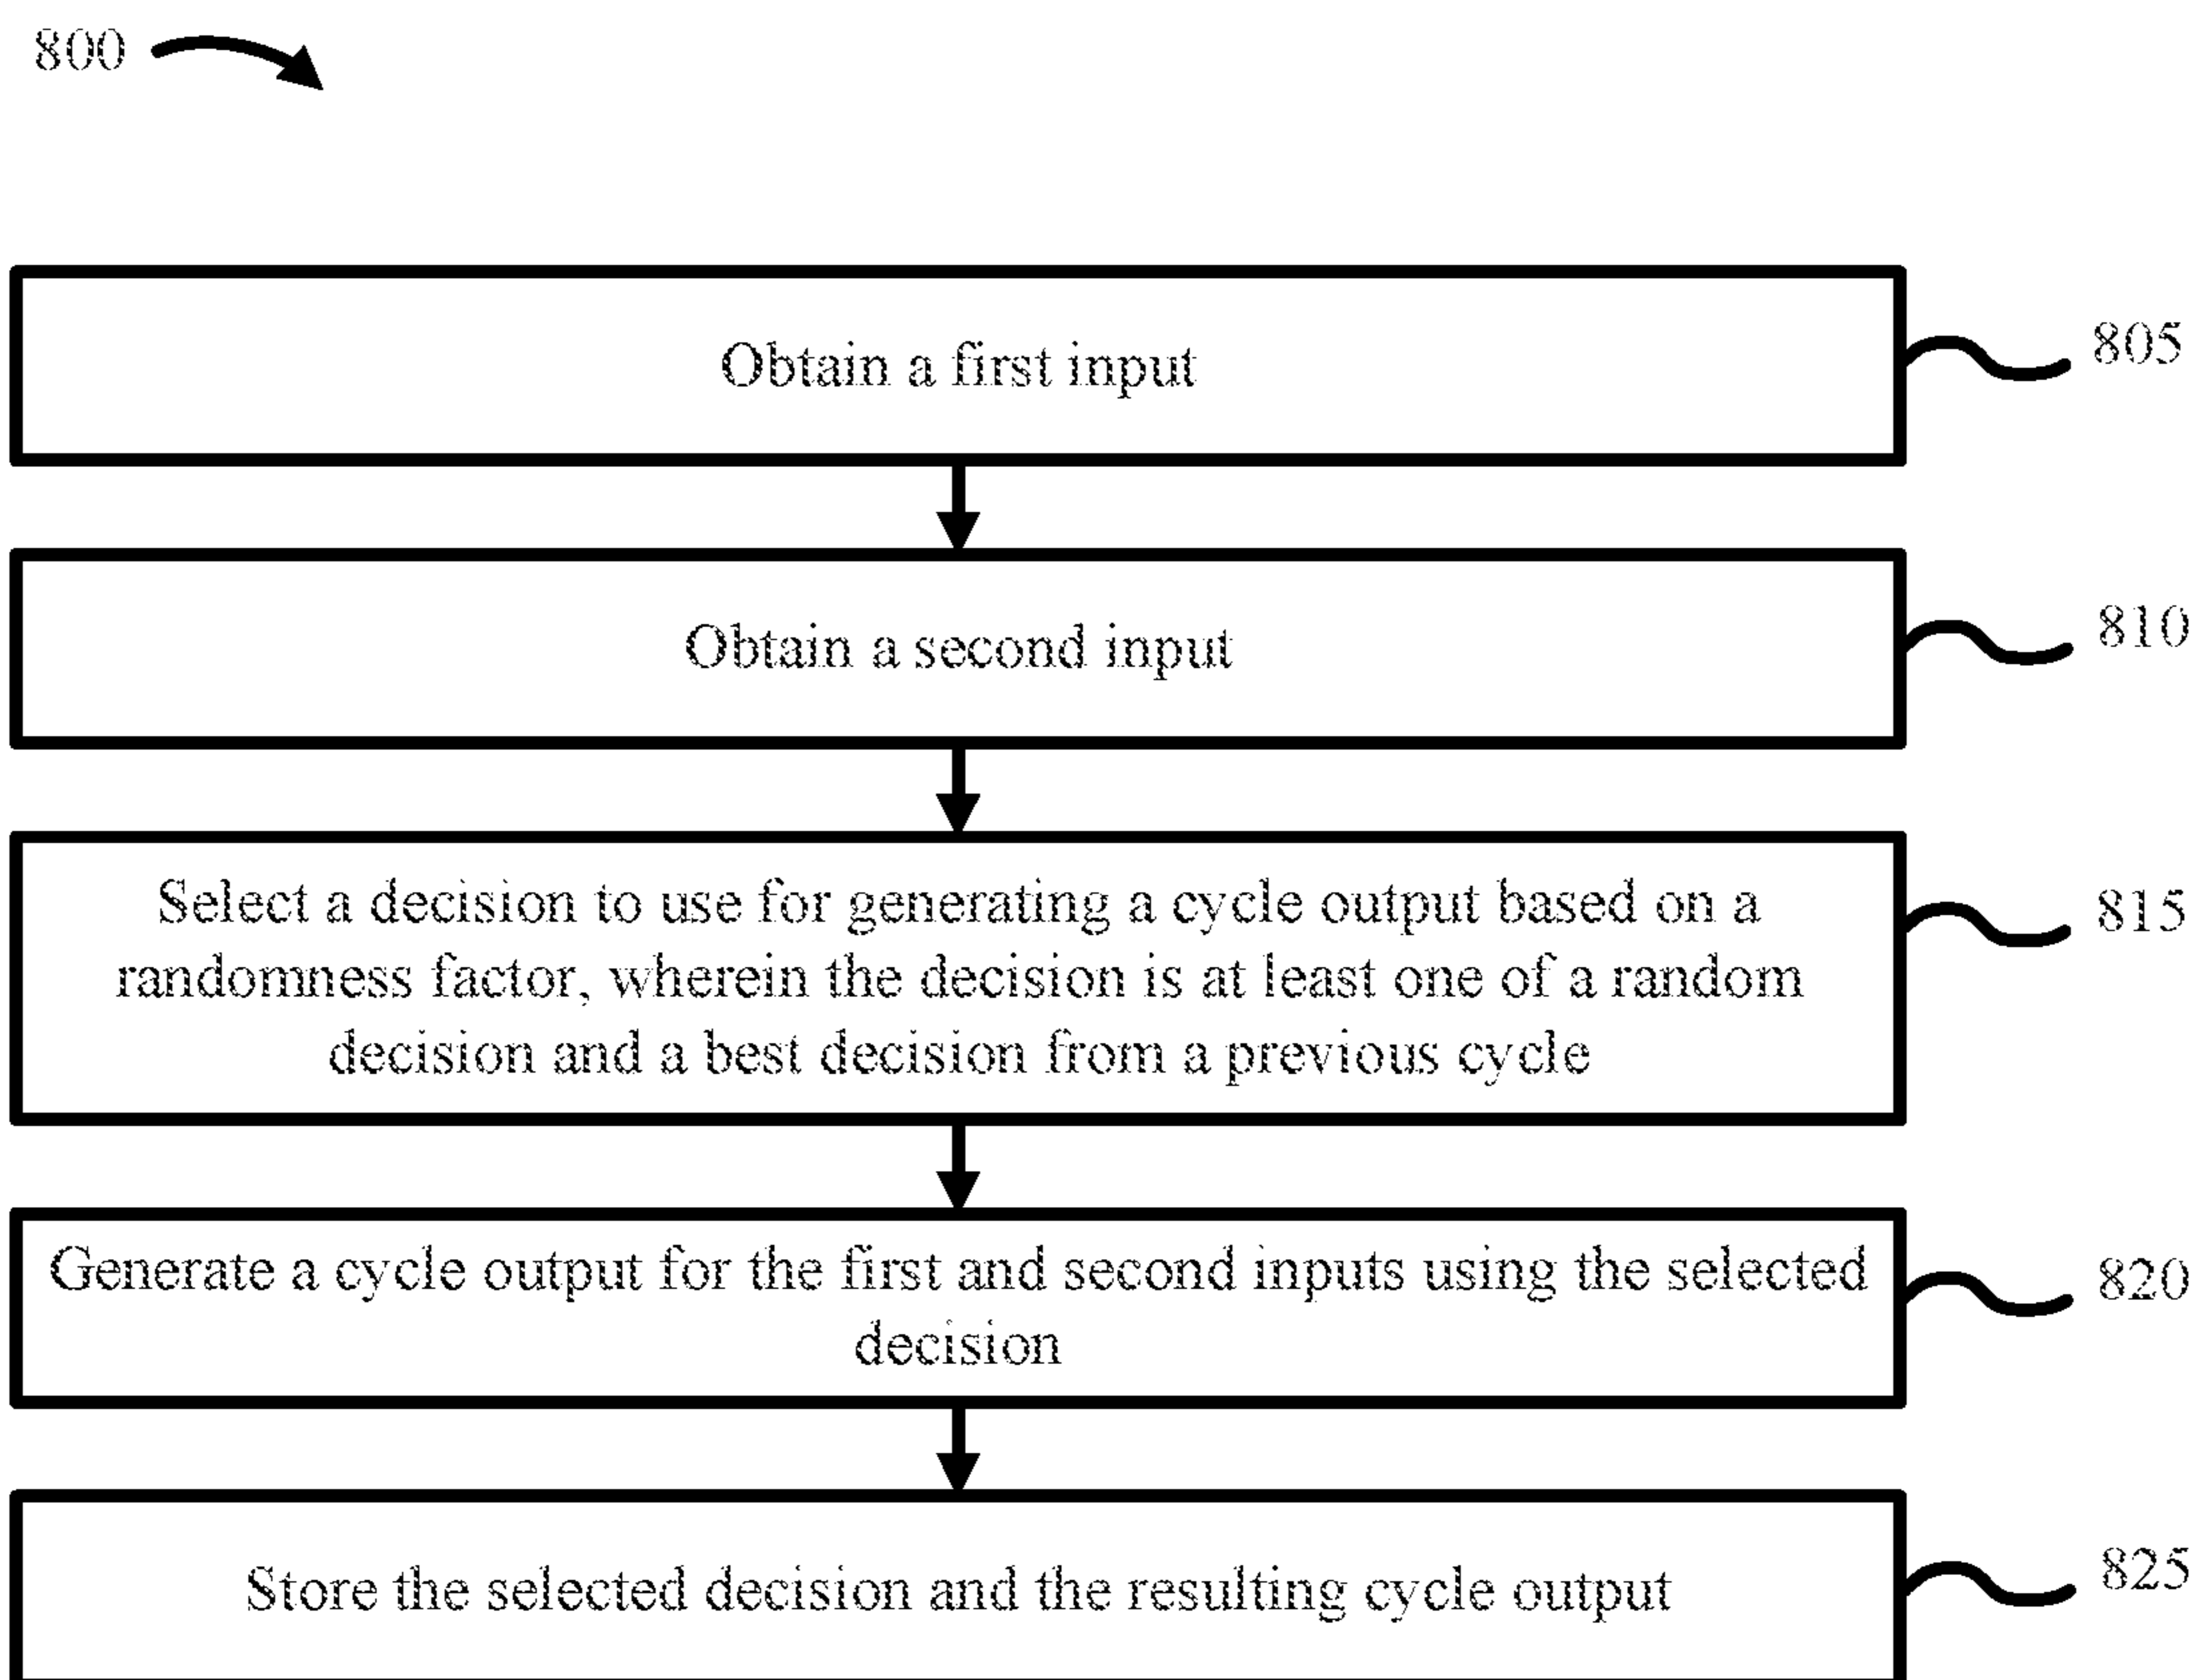 800
Obtain a first input
805
Obtain a second input
810
Select a decision to use for generating a cycle output based on a
randomness factor, wherein the decision is at least one of a random
decision and a best decision from a previous cycle
815
Generate a cycle output for the first and second inputs using the selected
decision
820
Store the selected decision and the resulting cycle output
825